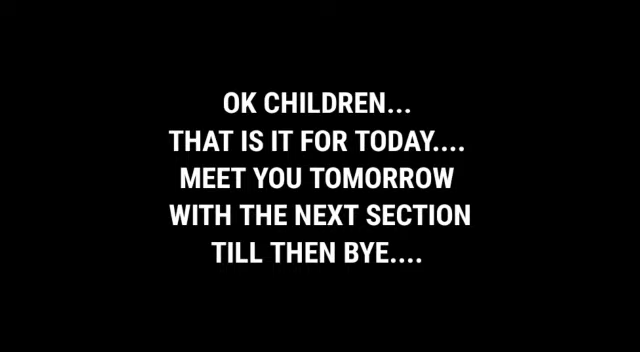 OK CHILDREN...
THAT IS IT FOR TODAY....
MEET YOU TOMORROW
WITH THE NEXT SECTION
TILL THEN BYE....